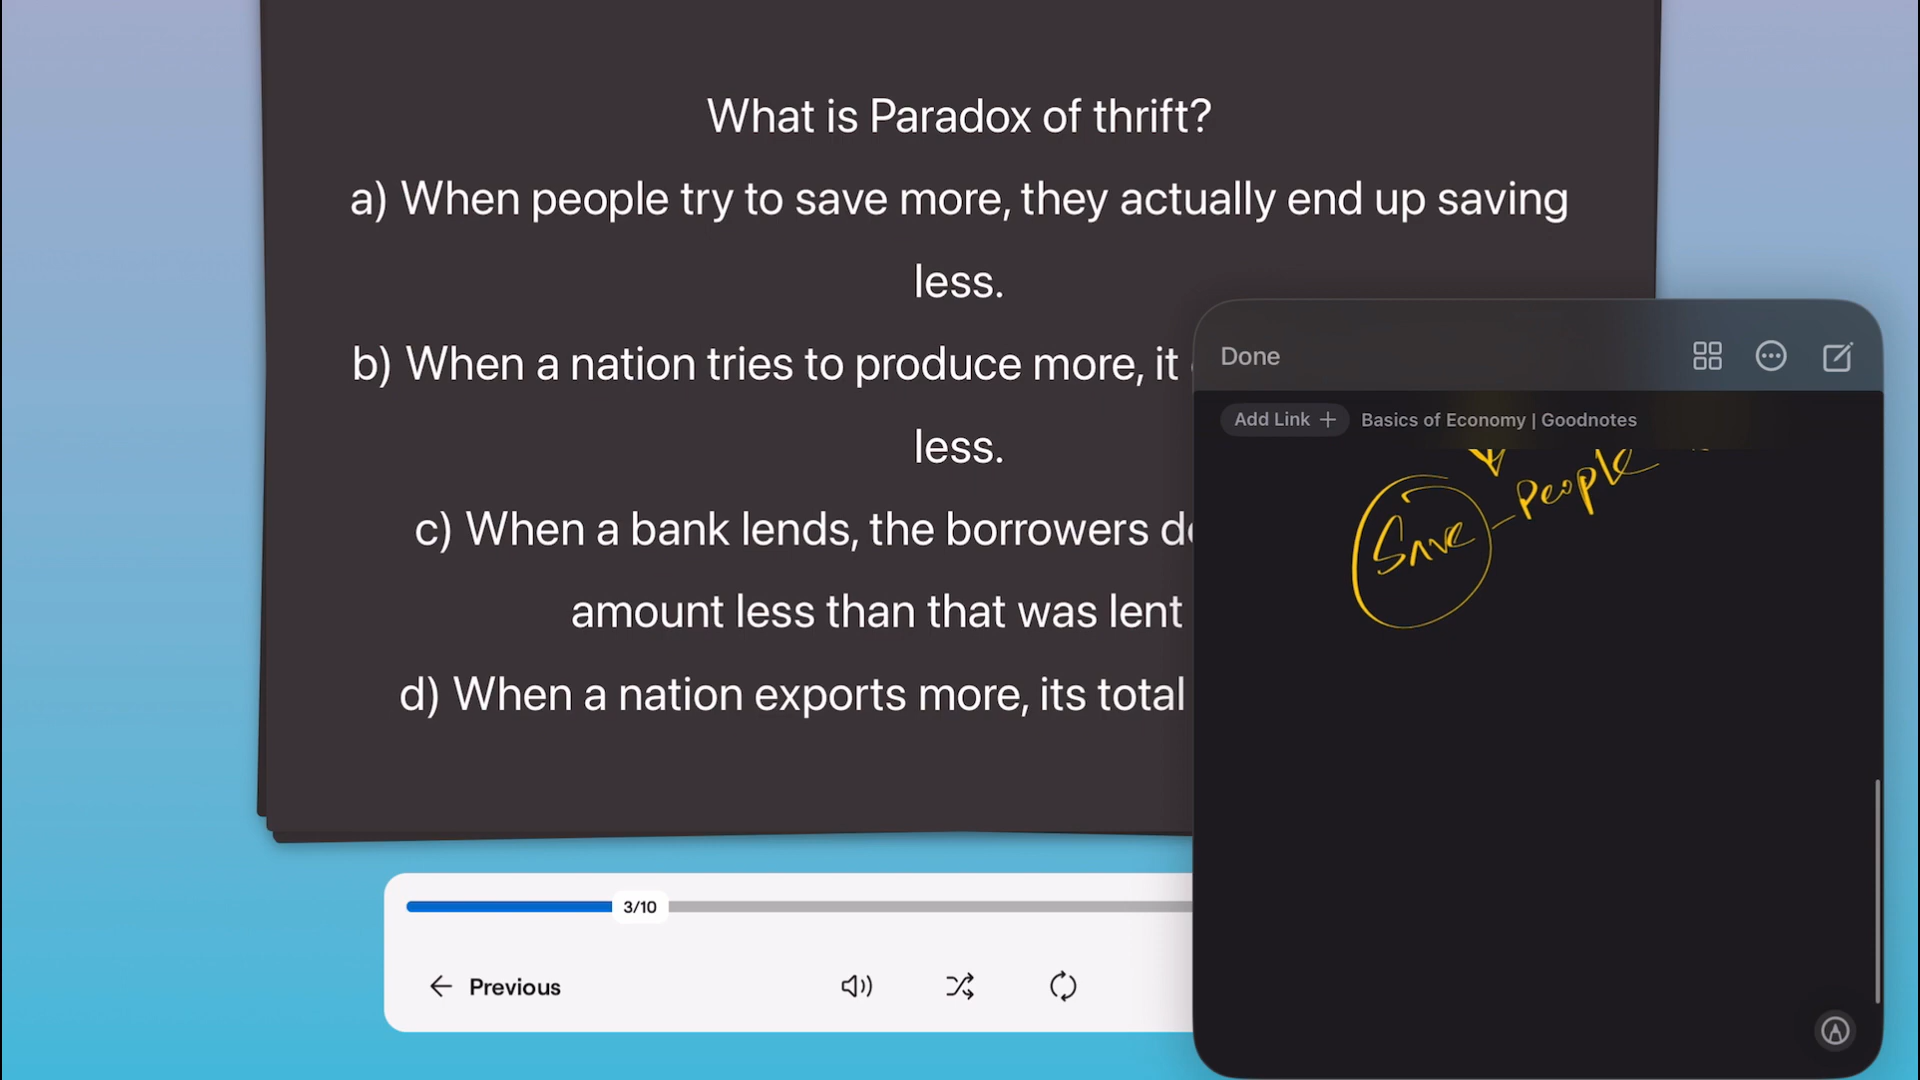 What is Paradox of thrift?
a) When people try to save more, they actually end up saving
less.
b) When a nation tries to produce more, it
less.
c) When a bank lends, the borrowers
amount less than that was lent
d) When a nation exports more, its total
3/10
Previous
Done
Add Link +
Basics of Economy | Goodnotes
Save - People